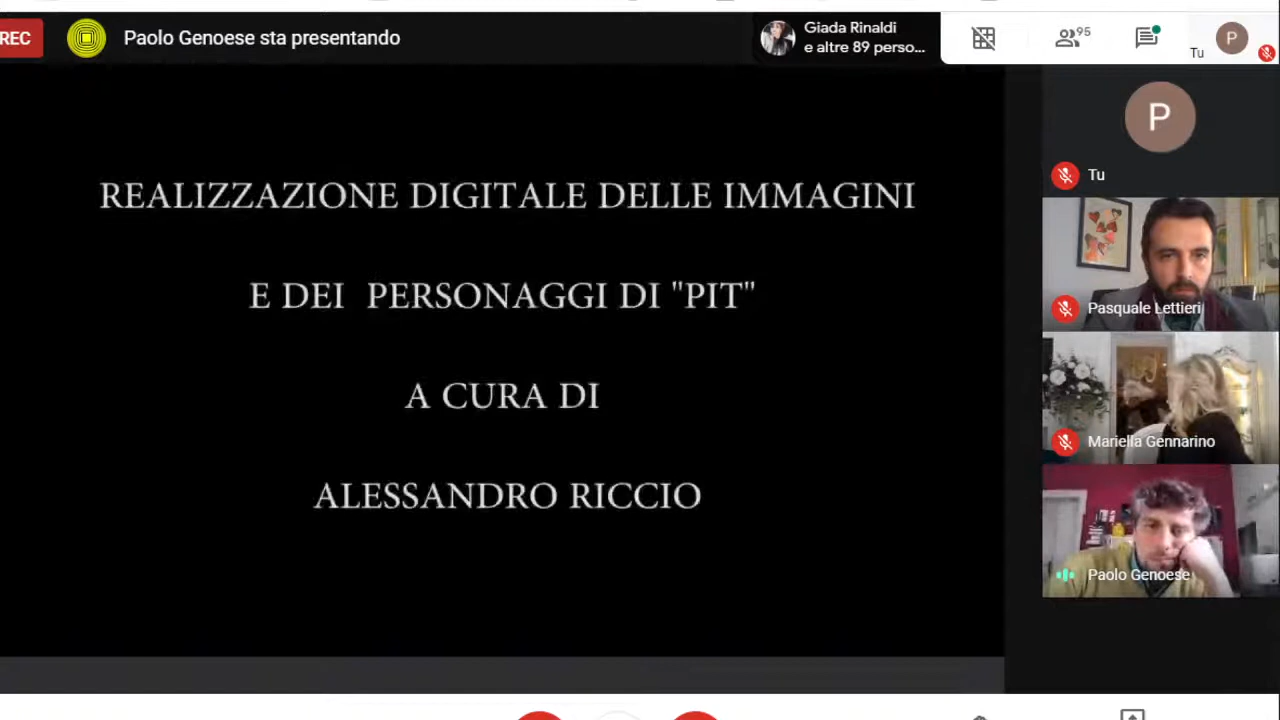 REC
Paolo Genoese sta presentando
Giada Rinaldi
e altre 89 perso...
95
Tu
P
P
Tu
REALIZZAZIONE DIGITALE DELLE IMMAGINI
E DEI PERSONAGGI DI "PIT"
A CURA DI
ALESSANDRO RICCIO
Pasquale Lettieri
Mariella Gennarino
Paolo Genoese